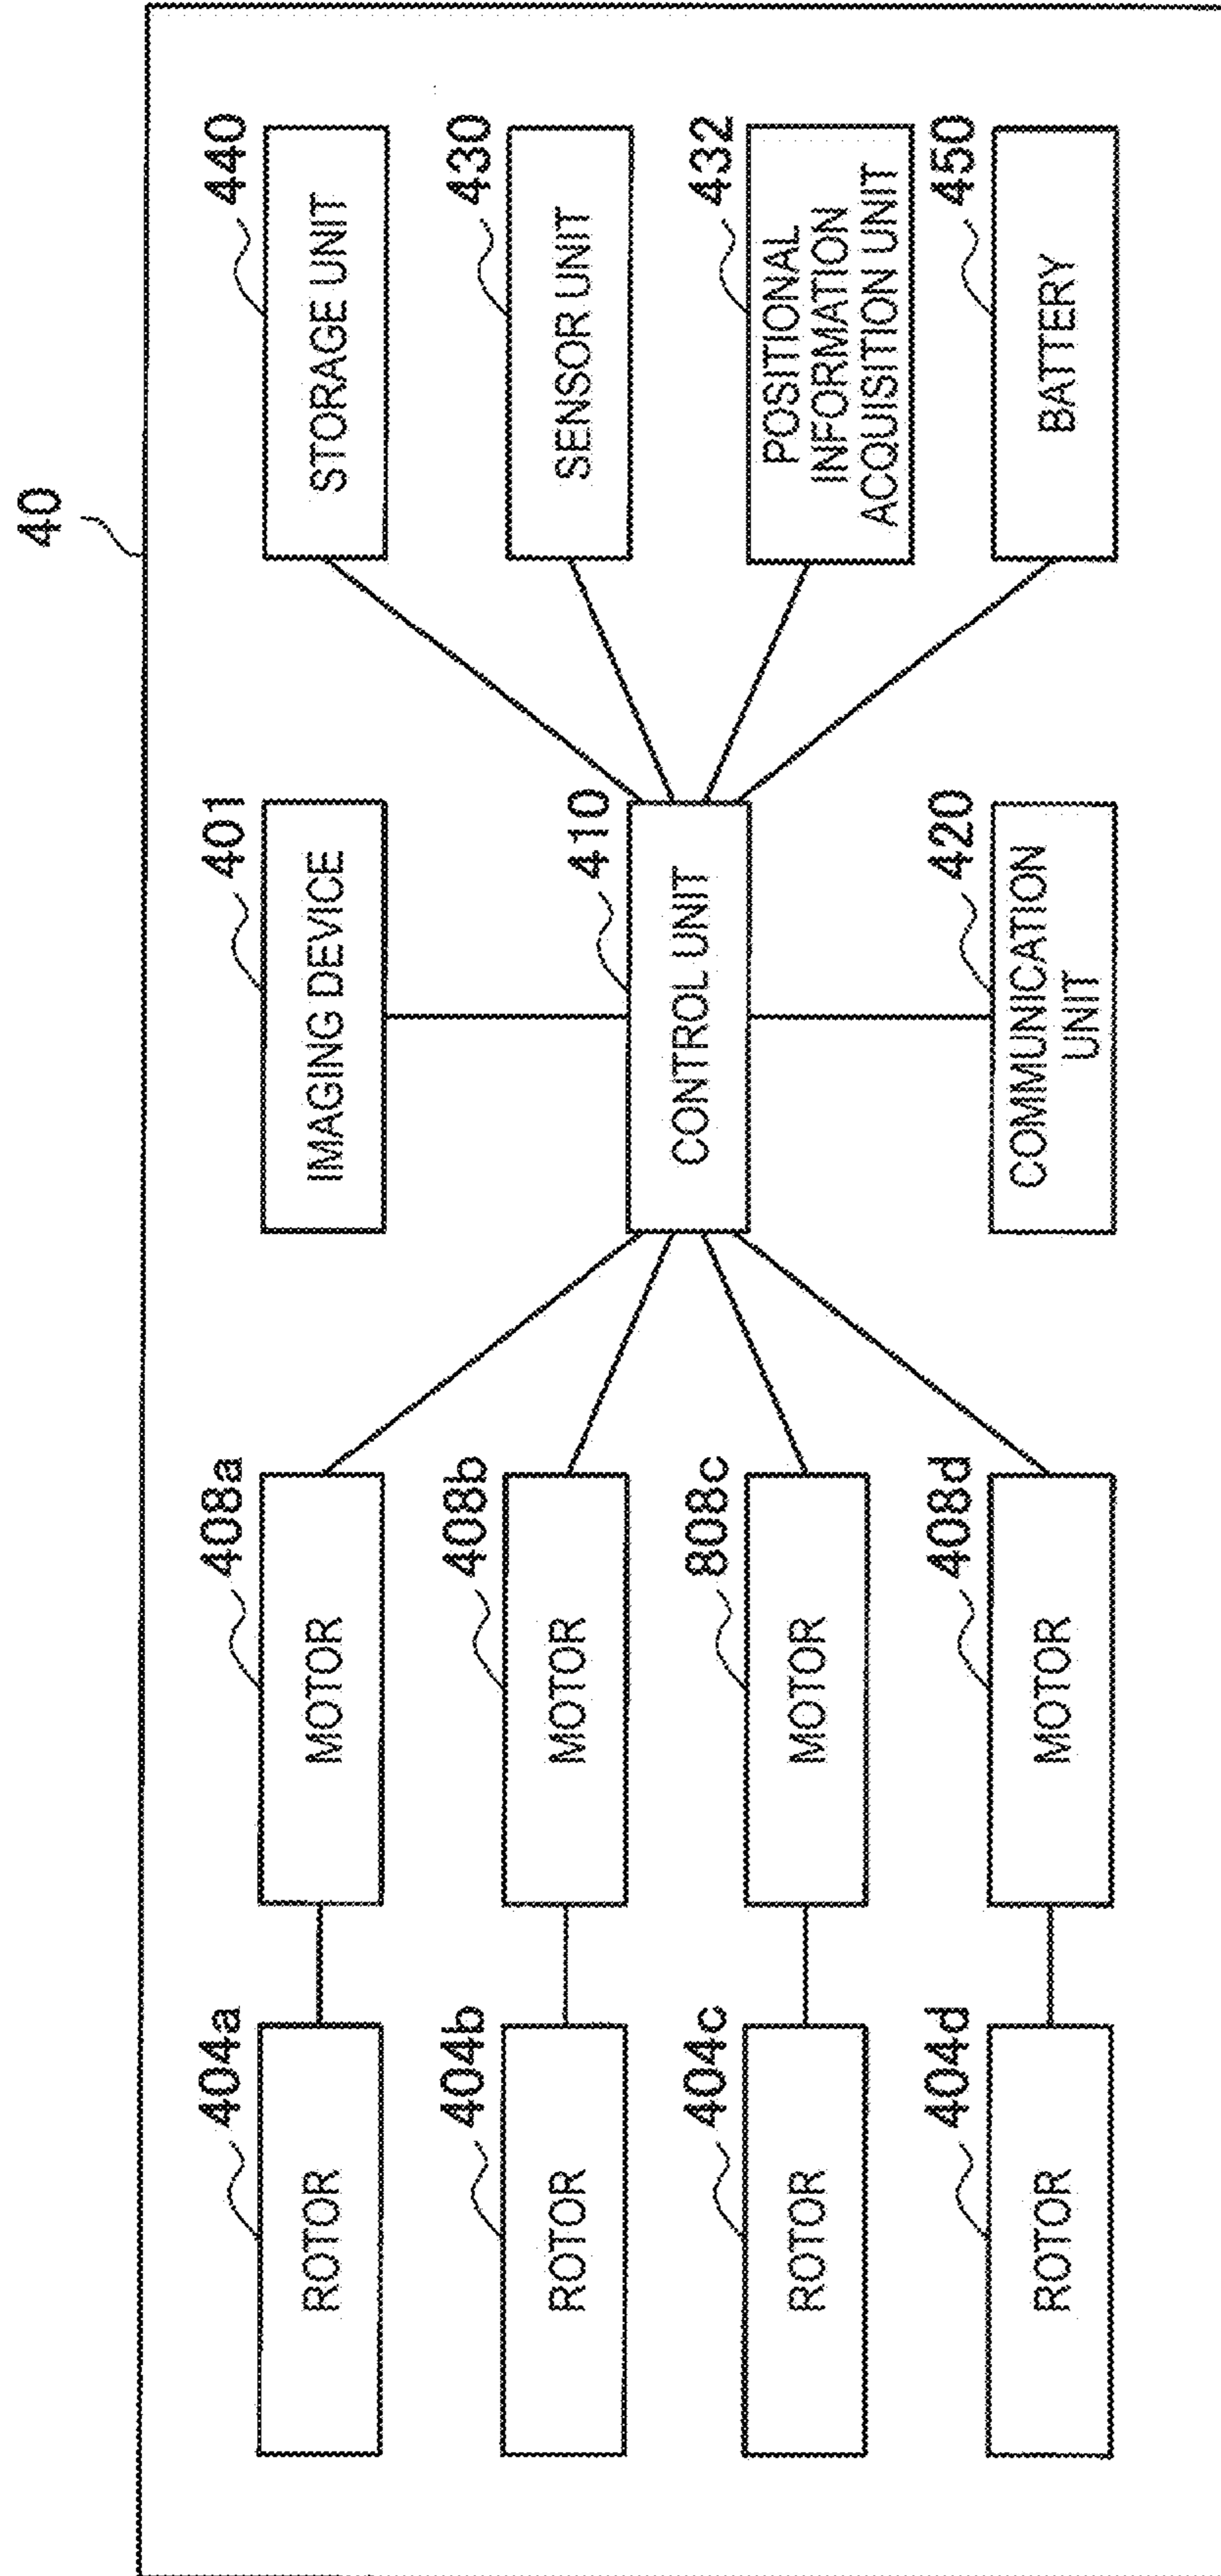 40
404a
ROTOR
408a
MOTOR
401
IMAGING DEVICE
440
STORAGE UNIT
404b
ROTOR
408b
MOTOR
430
SENSOR UNIT
410
CONTROL UNIT
404c
ROTOR
808c
MOTOR
432
POSITIONAL
INFORMATION
ACQUISITION UNIT
404d
ROTOR
408d
MOTOR
420
COMMUNICATION
UNIT
450
BATTERY